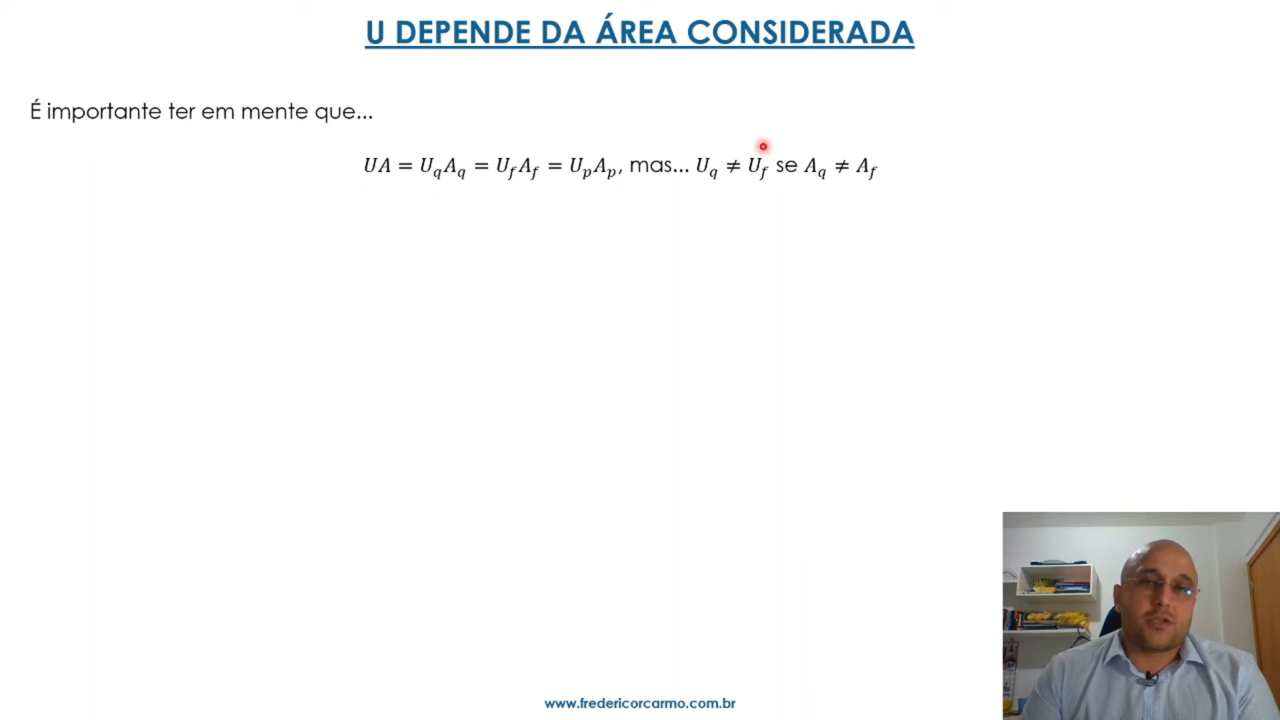 U DEPENDE DA ÁREA CONSIDERADA
É importante ter em mente que...
UA = U_qA_q = U_fA_f = U_pA_p, mas... U_q ≠ U_f se A_q ≠ A_f
www.fredericorcarmo.com.br